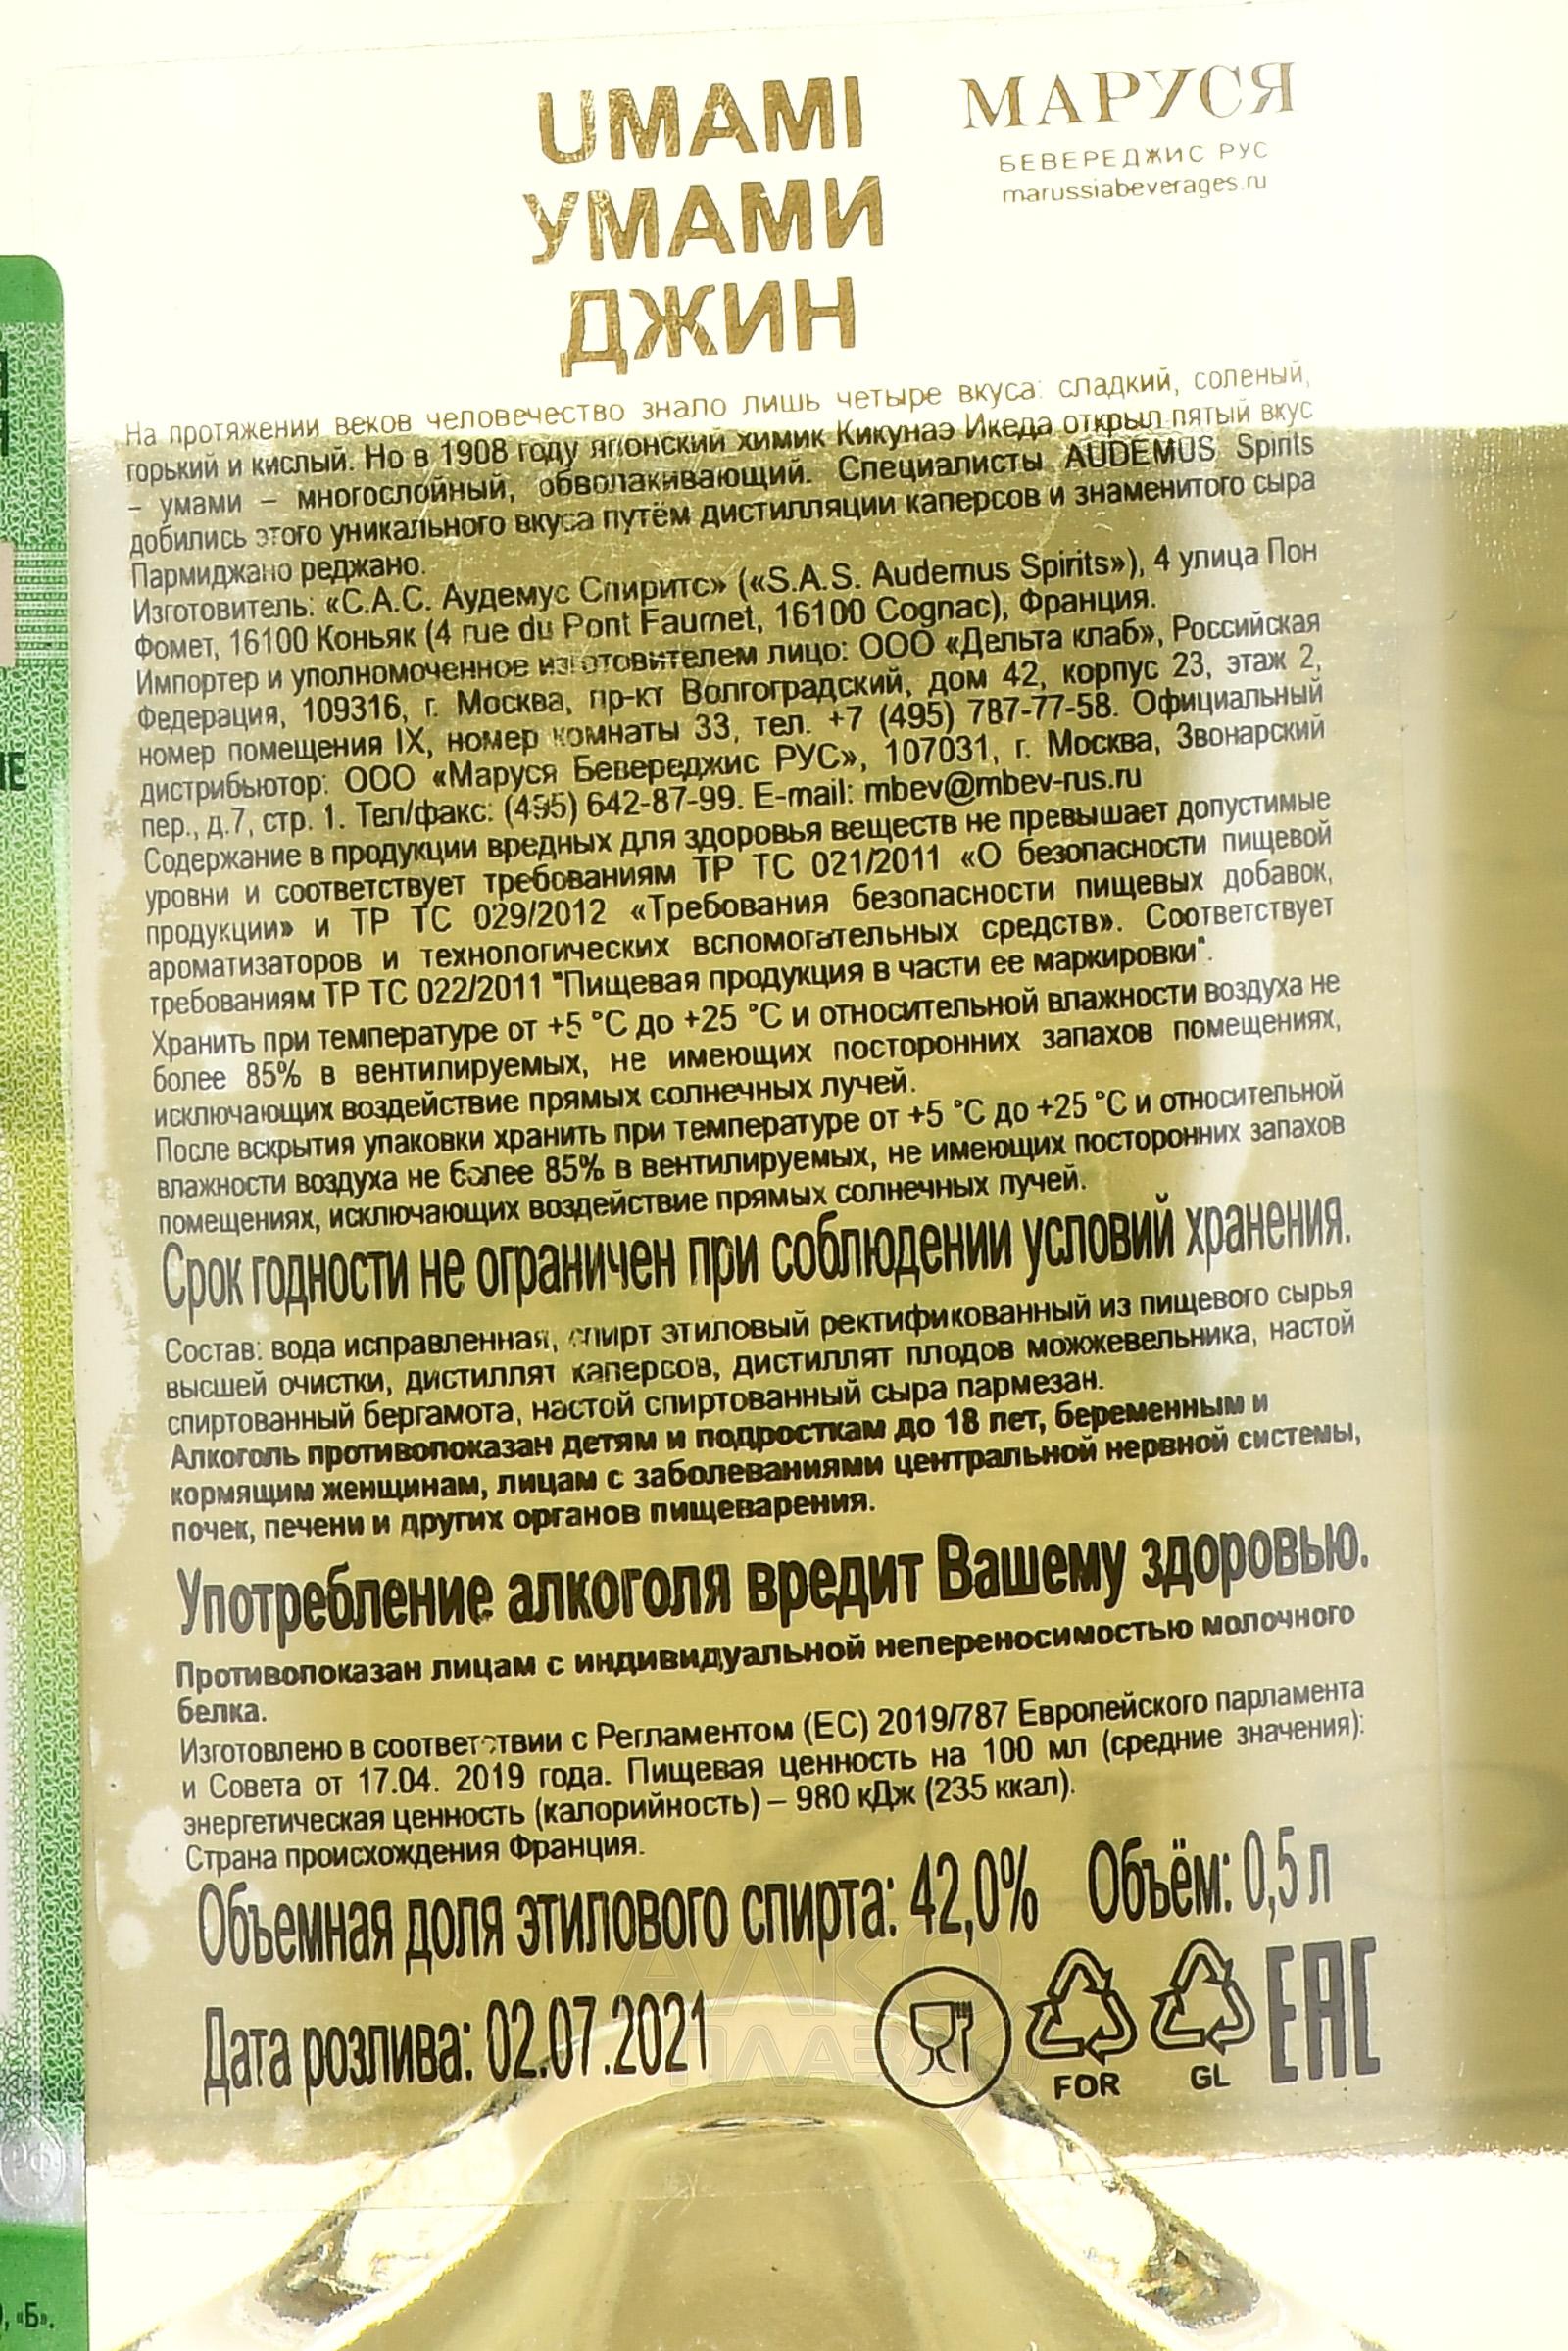 UMAMI
УМАМИ
ДЖИН
МАРУСЯ
БЕВЕРЕДЖИС РУС
marussiabeverages.ru
На протяжении веков человечество знало лишь четыре вкуса: сладкий, соленый,
горький и кислый. Но в 1908 году японский химик Кикунаэ Икеда открыл пятый вкус
– умами – многослойный, обволакивающий. Специалисты AUDEMUS Spirits
добились этого уникального вкуса путём дистилляции каперсов и знаменитого сыра
Пармиджано реджано.
Изготовитель: «С.А.С. Аудемус Спиритс» («S.A.S. Audemus Spirits»), 4 улица Пон
Фомет, 16100 Коньяк (4 rue du Pont Faumet, 16100 Cognac), Франция.
Импортер и уполномоченное изготовителем лицо: ООО «Дельта клаб», Российская
Федерация, 109316, г. Москва, пр-кт Волгоградский, дом 42, корпус 23, этаж 2,
номер помещения IX, номер комнаты 33, тел. +7 (495) 787-77-58. Официальный
дистрибьютор: ООО «Маруся Бевереджис РУС», 107031, г. Москва, Звонарский
пер., д.7, стр. 1. Тел/факс: (495) 642-87-99. E-mail: mbev@mbev-rus.ru
Содержание в продукции вредных для здоровья веществ не превышает допустимые
уровни и соответствует требованиям ТР ТС 021/2011 «О безопасности пищевой
продукции» и ТР ТС 029/2012 «Требования безопасности пищевых добавок,
ароматизаторов и технологических вспомогательных средств». Соответствует
требованиям ТР ТС 022/2011 "Пищевая продукция в части ее маркировки".
Хранить при температуре от +5 °С до +25 °С и относительной влажности воздуха не
более 85% в вентилируемых, не имеющих посторонних запахов помещениях,
исключающих воздействие прямых солнечных лучей.
После вскрытия упаковки хранить при температуре от +5 °С до +25 °С и относительной
влажности воздуха не более 85% в вентилируемых, не имеющих посторонних запахов
помещениях, исключающих воздействие прямых солнечных лучей.
Срок годности не ограничен при соблюдении условий хранения.
Состав: вода исправленная, спирт этиловый ректификованный из пищевого сырья
высшей очистки, дистиллят каперсов, дистиллят плодов можжевельника, настой
спиртованный бергамота, настой спиртованный сыра пармезан.
Алкоголь противопоказан детям и подросткам до 18 лет, беременным и
кормящим женщинам, лицам с заболеваниями центральной нервной системы,
почек, печени и других органов пищеварения.
Употребление алкоголя вредит Вашему здоровью.
Противопоказан лицам с индивидуальной непереносимостью молочного
белка.
Изготовлено в соответствии с Регламентом (ЕС) 2019/787 Европейского парламента
и Совета от 17.04. 2019 года. Пищевая ценность на 100 мл (средние значения):
энергетическая ценность (калорийность) – 980 кДж (235 ккал).
Страна происхождения Франция.
Объемная доля этилового спирта: 42,0% Объём: 0,5 л
Дата розлива: 02.07.2021
FOR
GL
EAC
АЛКО
ПЛАЗА
«Б».